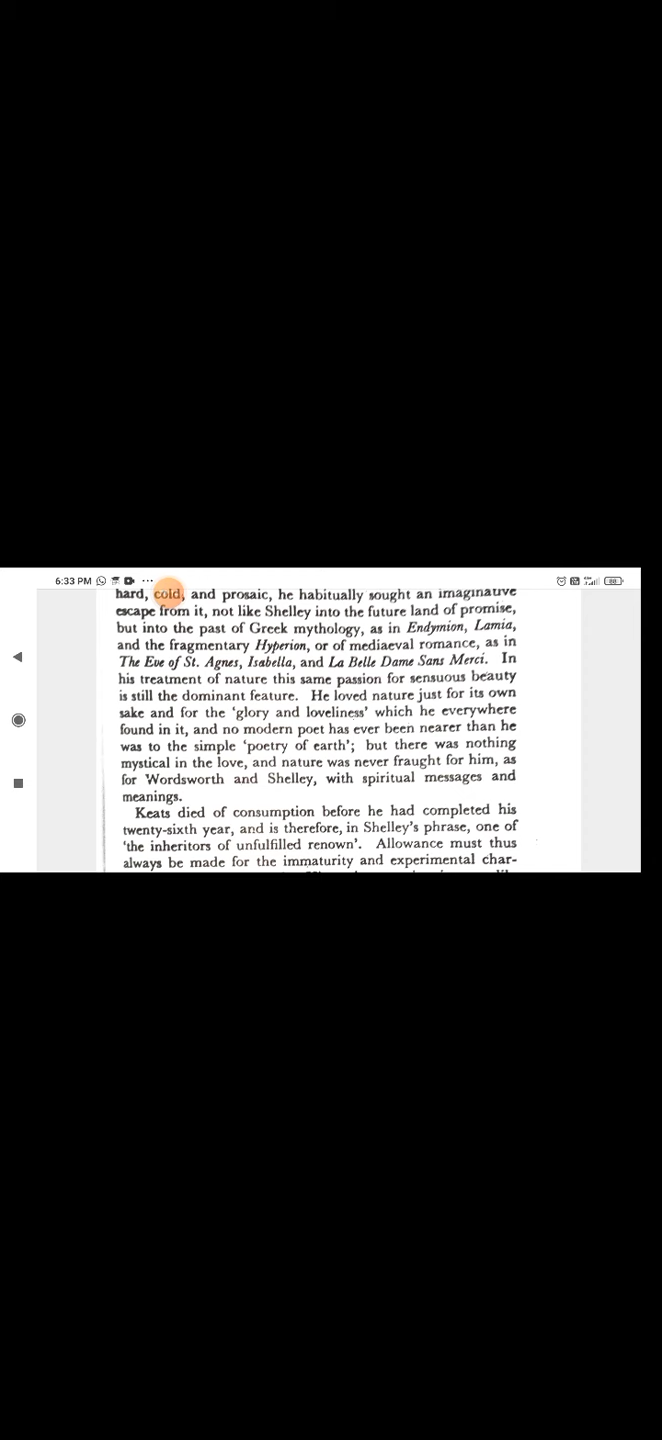 6:33 PM
hard, cold, and prosaic, he habitually sought an imaginative
escape from it, not like Shelley into the future land of promise,
but into the past of Greek mythology, as in Endymion, Lamia,
and the fragmentary Hyperion, or of mediaeval romance, as in
The Eve of St. Agnes, Isabella, and La Belle Dame Sans Merci. In
his treatment of nature this same passion for sensuous beauty
is still the dominant feature. He loved nature just for its own
sake and for the ‘glory and loveliness’ which he everywhere
found in it, and no modern poet has ever been nearer than he
was to the simple ‘poetry of earth’; but there was nothing
mystical in the love, and nature was never fraught for him, as
for Wordsworth and Shelley, with spiritual messages and
meanings.
Keats died of consumption before he had completed his
twenty-sixth year, and is therefore, in Shelley’s phrase, one of
‘the inheritors of unfulfilled renown’. Allowance must thus
always be made for the immaturity and experimental char-